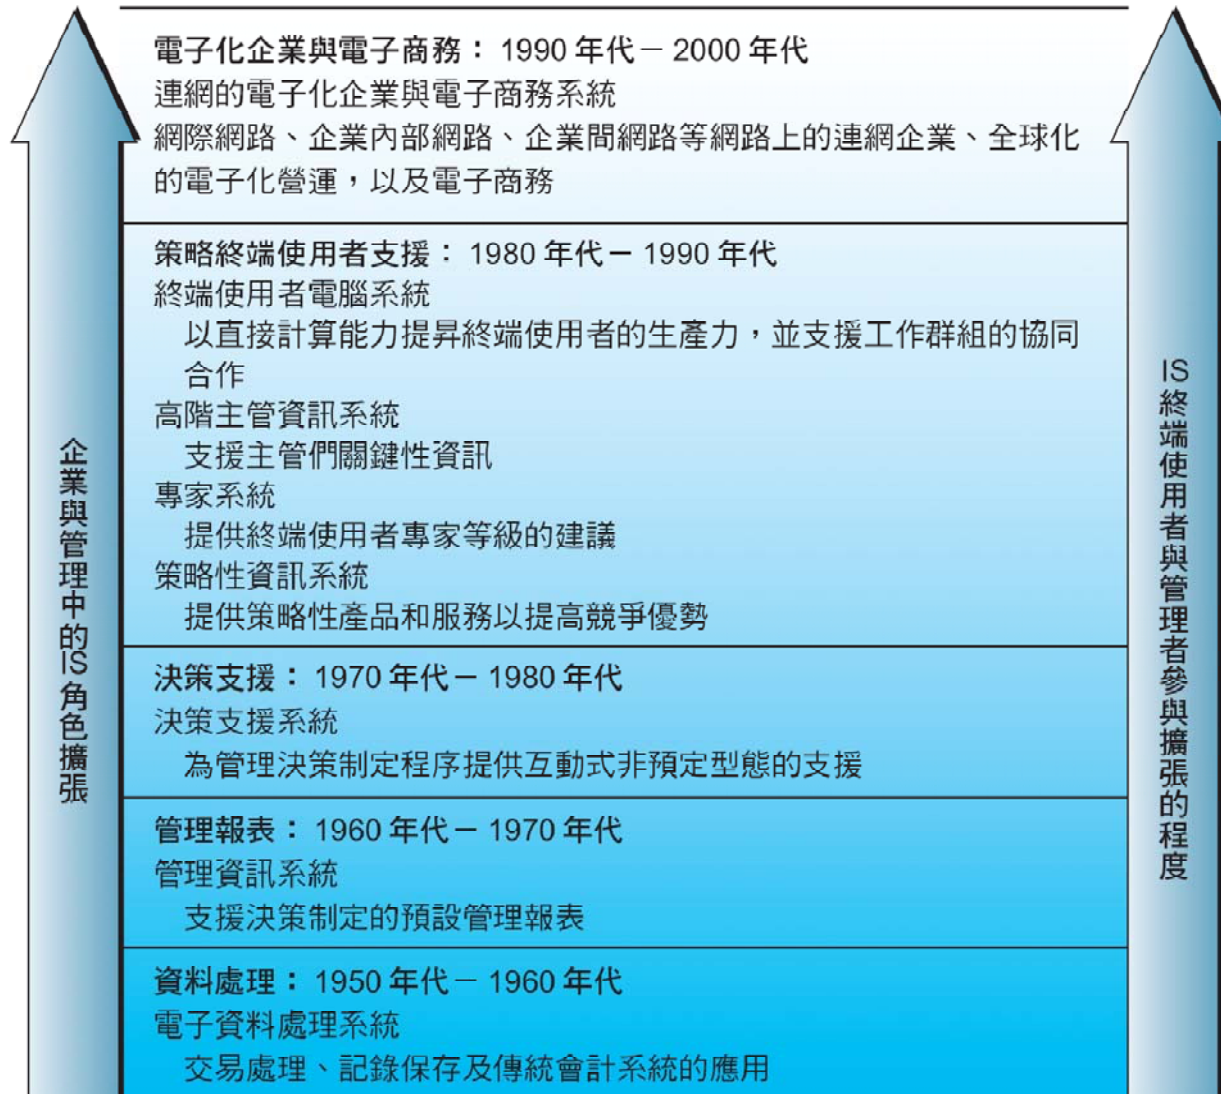 電子化企業與電子商務： 1990 年代－ 2000 年代
連網的電子化企業與電子商務系統
網際網路、企業內部網路、企業間網路等網路上的連網企業、全球化
的電子化營運，以及電子商務
策略終端使用者支援： 1980 年代－ 1990 年代
終端使用者電腦系統
以直接計算能力提昇終端使用者的生產力，並支援工作群組的協同
合作
高階主管資訊系統
支援主管們關鍵性資訊
專家系統
提供終端使用者專家等級的建議
策略性資訊系統
提供策略性產品和服務以提高競爭優勢
決策支援： 1970 年代－ 1980 年代
決策支援系統
為管理決策制定程序提供互動式非預定型態的支援
管理報表： 1960 年代－ 1970 年代
管理資訊系統
支援決策制定的預設管理報表
資料處理： 1950 年代－ 1960 年代
電子資料處理系統
交易處理、記錄保存及傳統會計系統的應用
企業與管理中的IS角色擴張
IS終端使用者與管理者參與擴張的程度